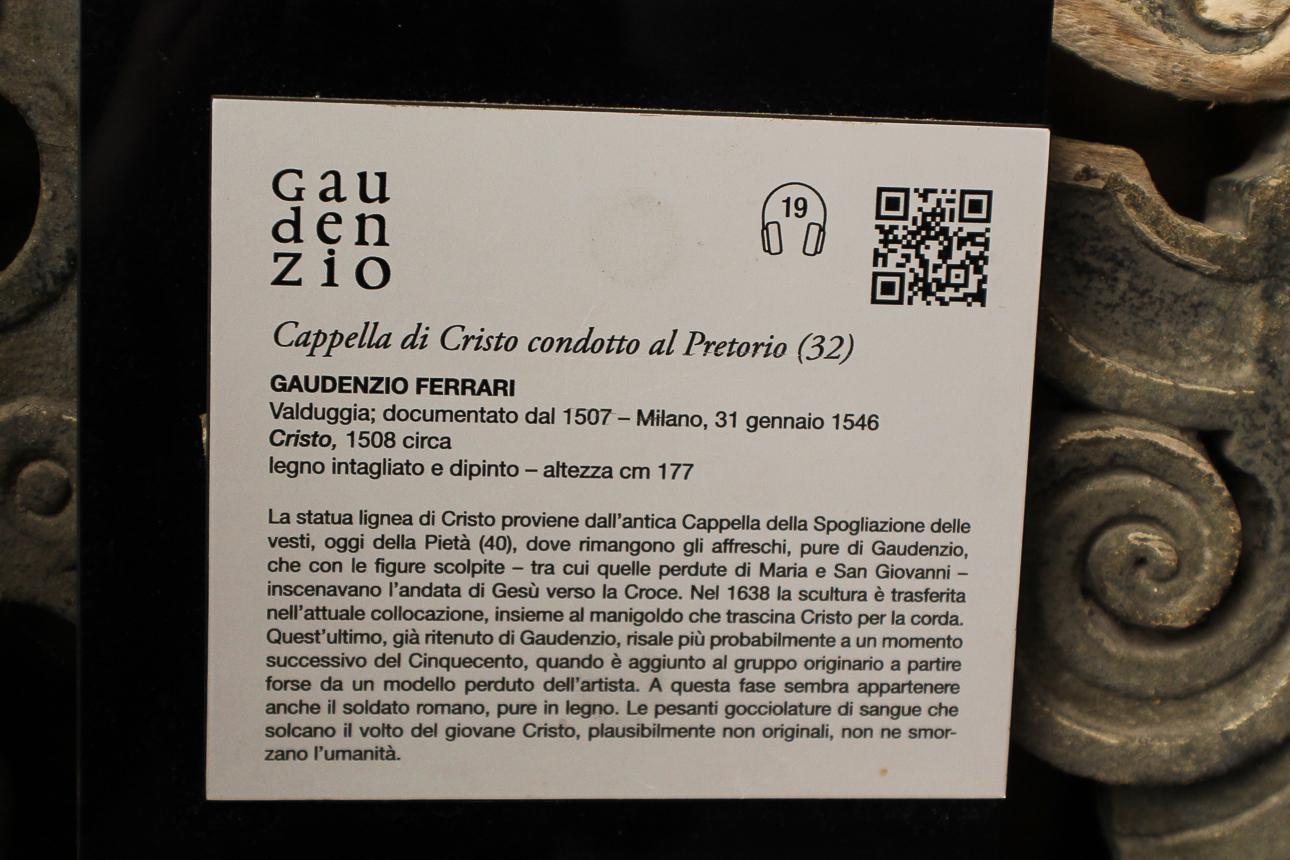 Gau
den
zio
19
Cappella di Cristo condotto al Pretorio (32)
GAUDENZIO FERRARI
Valduggia; documentato dal 1507 – Milano, 31 gennaio 1546
Cristo, 1508 circa
legno intagliato e dipinto – altezza cm 177
La statua lignea di Cristo proviene dall'antica Cappella della Spogliazione delle
vesti, oggi della Pietà (40), dove rimangono gli affreschi, pure di Gaudenzio,
che con le figure scolpite – tra cui quelle perdute di Maria e San Giovanni –
inscenavano l'andata di Gesù verso la Croce. Nel 1638 la scultura è trasferita
nell'attuale collocazione, insieme al manigoldo che trascina Cristo per la corda.
Quest'ultimo, già ritenuto di Gaudenzio, risale più probabilmente a un momento
successivo del Cinquecento, quando è aggiunto al gruppo originario a partire
forse da un modello perduto dell'artista. A questa fase sembra appartenere
anche il soldato romano, pure in legno. Le pesanti gocciolature di sangue che
solcano il volto del giovane Cristo, plausibilmente non originali, non ne smor-
zano l'umanità.